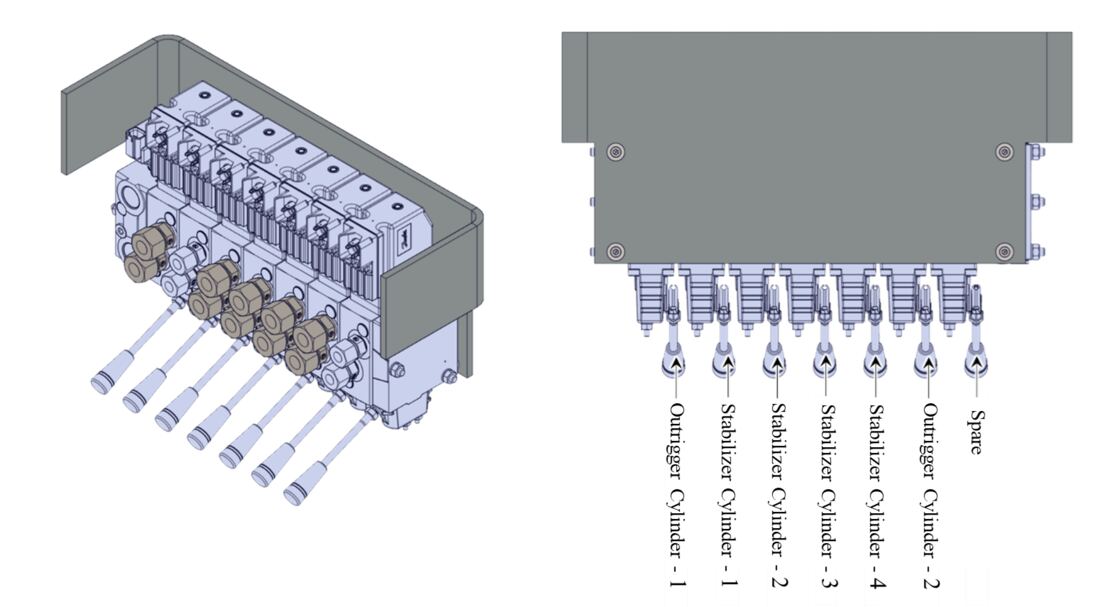 Outrigger Cylinder - 1
Stabilizer Cylinder - 1
Stabilizer Cylinder - 2
Stabilizer Cylinder - 3
Stabilizer Cylinder - 4
Outrigger Cylinder - 2
Spare